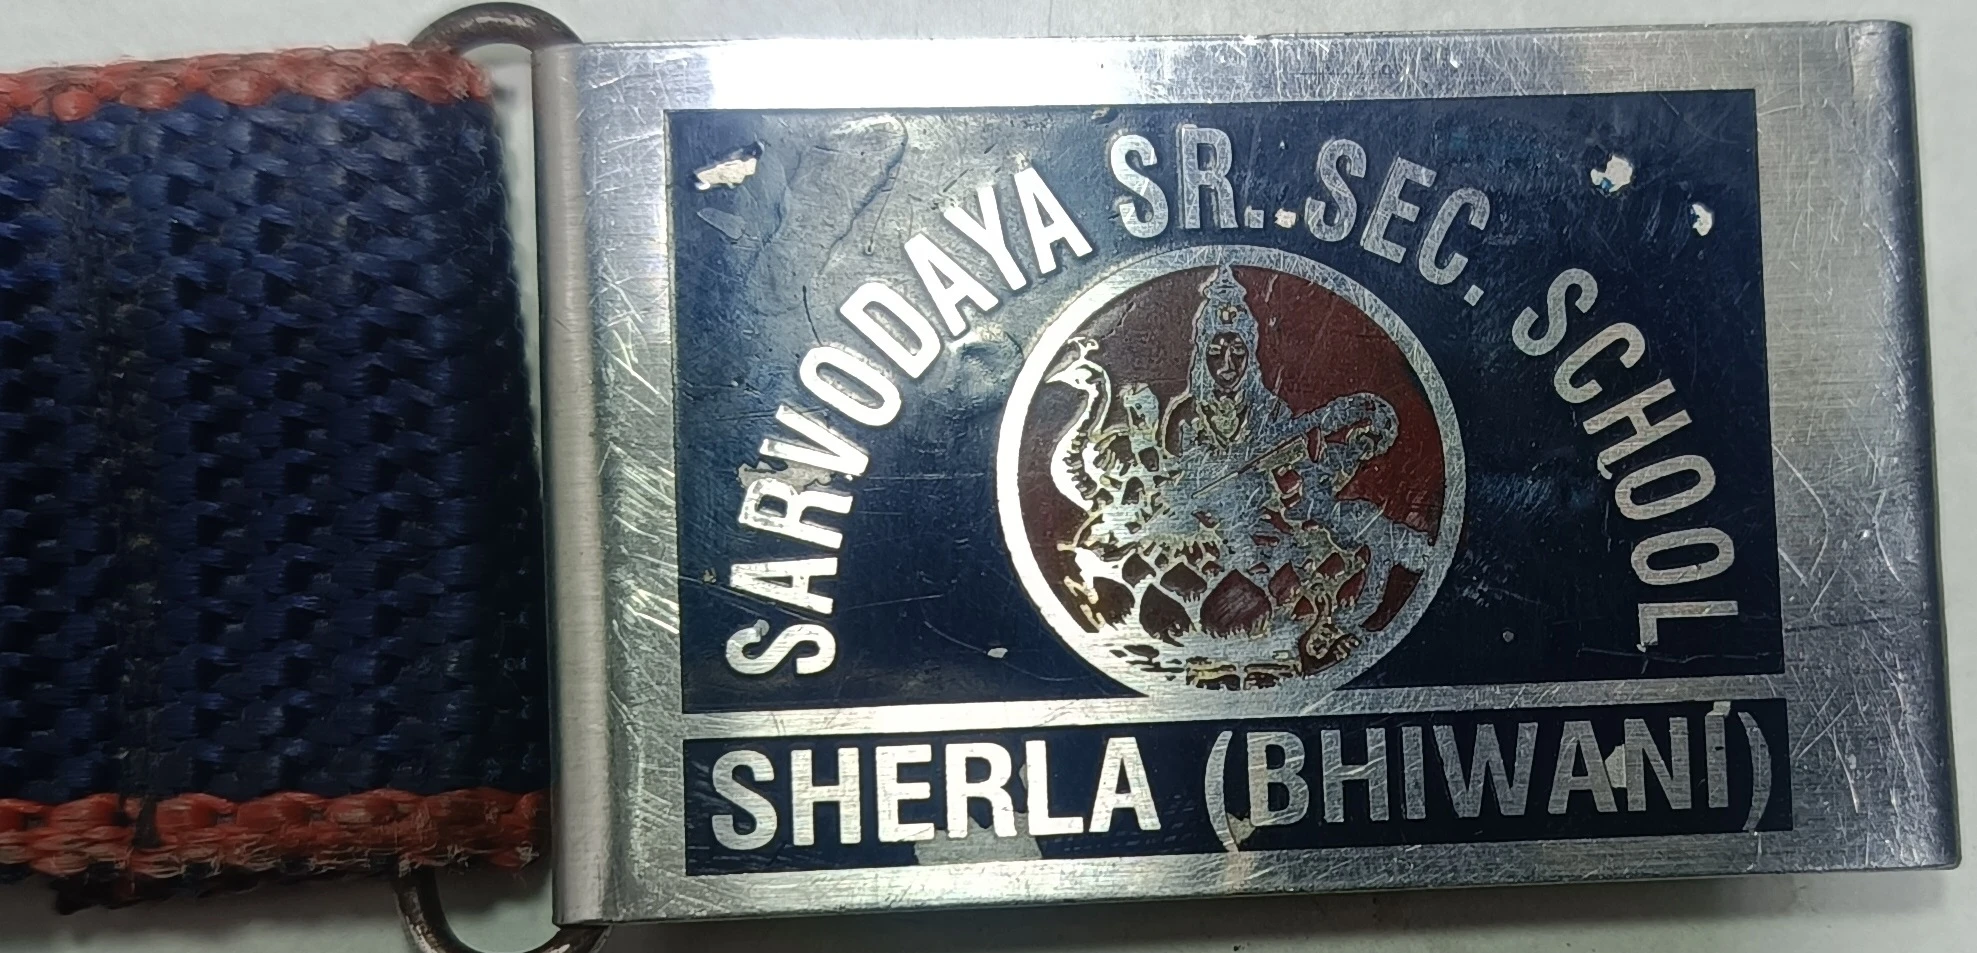 SARVODAYA SR. SEC. SCHOOL
SHERLA (BHIWANI)